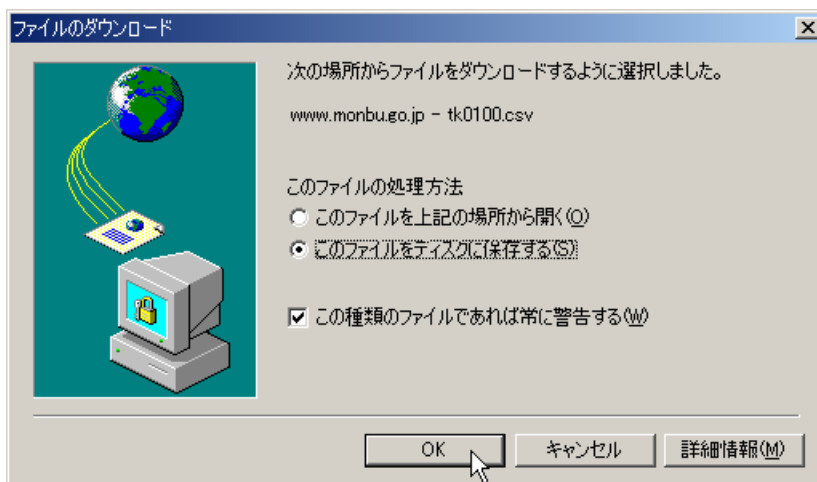 ファイルのダウンロード
次の場所からファイルをダウンロードするように選択しました。
www.monbu.go.jp - tk0100.csv
このファイルの処理方法
このファイルを上記の場所から開く(O)
このファイルをディスクに保存する(S)
この種類のファイルであれば常に警告する(W)
OK
キャンセル
詳細情報(M)